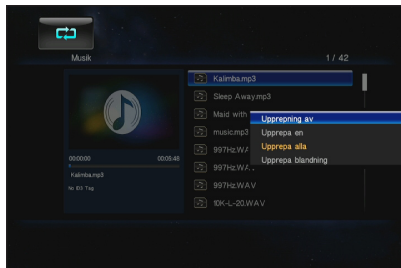 Musik
1 / 42
Kalimba.mp3
Sleep Away.mp3
Maid with
music.mp3
997Hz.WA
997Hz.WA
997Hz.WAV
10K-L-20.WAV
Upprepning av
Upprepa en
Upprepa alla
Upprepa blandning
00:00:00
00:05:48
Kalimba.mp3
No ID3 Tag